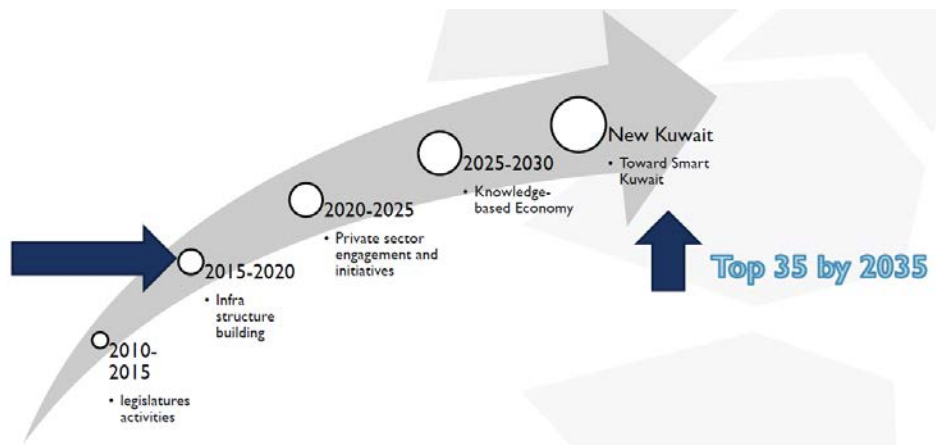 2010-
2015
• legislatures
activities
2015-2020
• Infra
structure
building
2020-2025
• Private sector
engagement and
initiatives
2025-2030
• Knowledge-
based Economy
New Kuwait
• Toward Smart
Kuwait
Top 35 by 2035